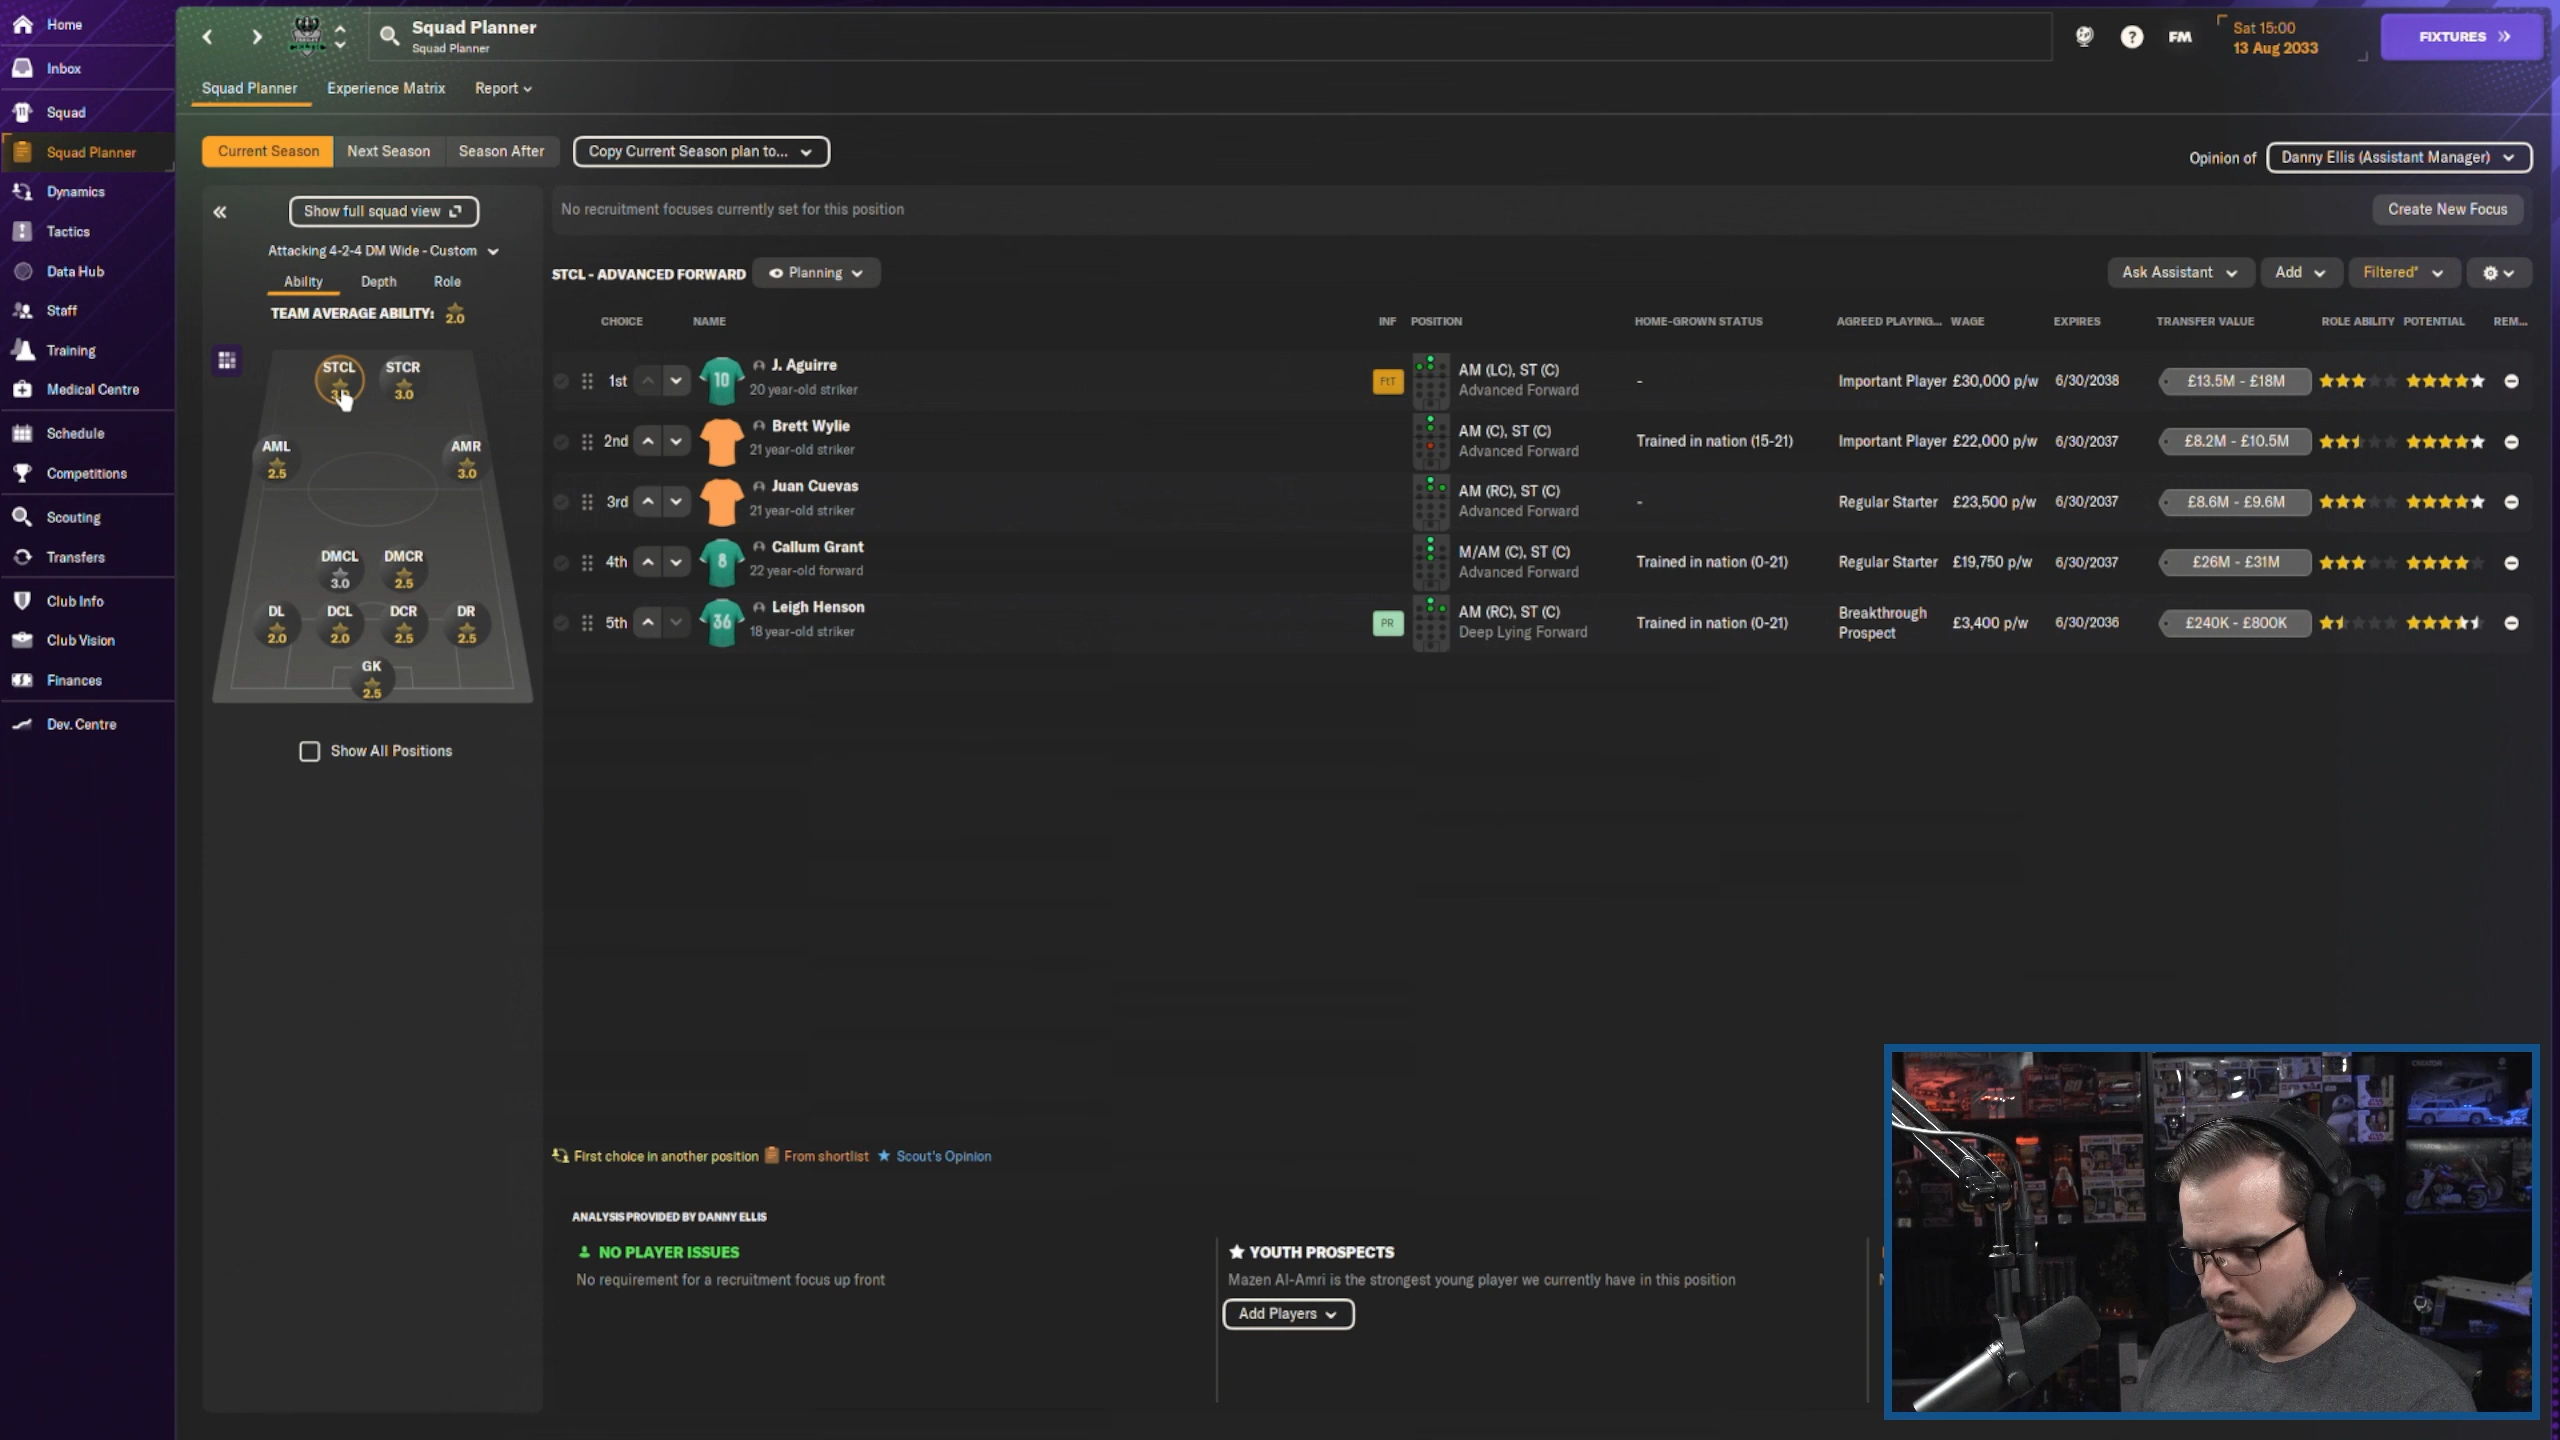 Home
Inbox
Squad
Squad Planner
Dynamics
Tactics
Data Hub
Staff
Training
Medical Centre
Schedule
Competitions
Scouting
Transfers
Club Info
Club Vision
Finances
Dev. Centre
Squad Planner
Squad Planner
FM
Sat 15:00
13 Aug 2033
FIXTURES
Squad Planner Experience Matrix Report
Current Season Next Season Season After Copy Current Season plan to...
Opinion of Danny Ellis (Assistant Manager)
Show full squad view
Attacking 4-2-4 DM Wide - Custom
Ability Depth Role
TEAM AVERAGE ABILITY: 2.0
STCL STCR
3.0
AML AMR
2.5 3.0
DMCL DMCR
3.0 2.5
DL DCL DCR DR
2.0 2.0 2.5 2.5
GK
2.5
Show All Positions
No recruitment focuses currently set for this position
Create New Focus
STCL - ADVANCED FORWARD Planning
Ask Assistant Add Filtered*
CHOICE NAME INF POSITION HOME-GROWN STATUS AGREED PLAYING... WAGE EXPIRES TRANSFER VALUE ROLE ABILITY POTENTIAL REM...
1st 10 J. Aguirre FtT AM (LC), ST (C) - Important Player £30,000 p/w 6/30/2038 £13.5M - £18M
20 year-old striker Advanced Forward
2nd Brett Wylie AM (C), ST (C) Trained in nation (15-21) Important Player £22,000 p/w 6/30/2037 £8.2M - £10.5M
21 year-old striker Advanced Forward
3rd Juan Cuevas AM (RC), ST (C) - Regular Starter £23,500 p/w 6/30/2037 £8.6M - £9.6M
21 year-old striker Advanced Forward
4th 8 Callum Grant M/AM (C), ST (C) Trained in nation (0-21) Regular Starter £19,750 p/w 6/30/2037 £26M - £31M
22 year-old forward Advanced Forward
5th 36 Leigh Henson PR AM (RC), ST (C) Trained in nation (0-21) Breakthrough Prospect £3,400 p/w 6/30/2036 £240K - £800K
18 year-old striker Deep Lying Forward
First choice in another position From shortlist Scout's Opinion
ANALYSIS PROVIDED BY DANNY ELLIS
NO PLAYER ISSUES
No requirement for a recruitment focus up front
YOUTH PROSPECTS
Mazen Al-Amri is the strongest young player we currently have in this position
Add Players